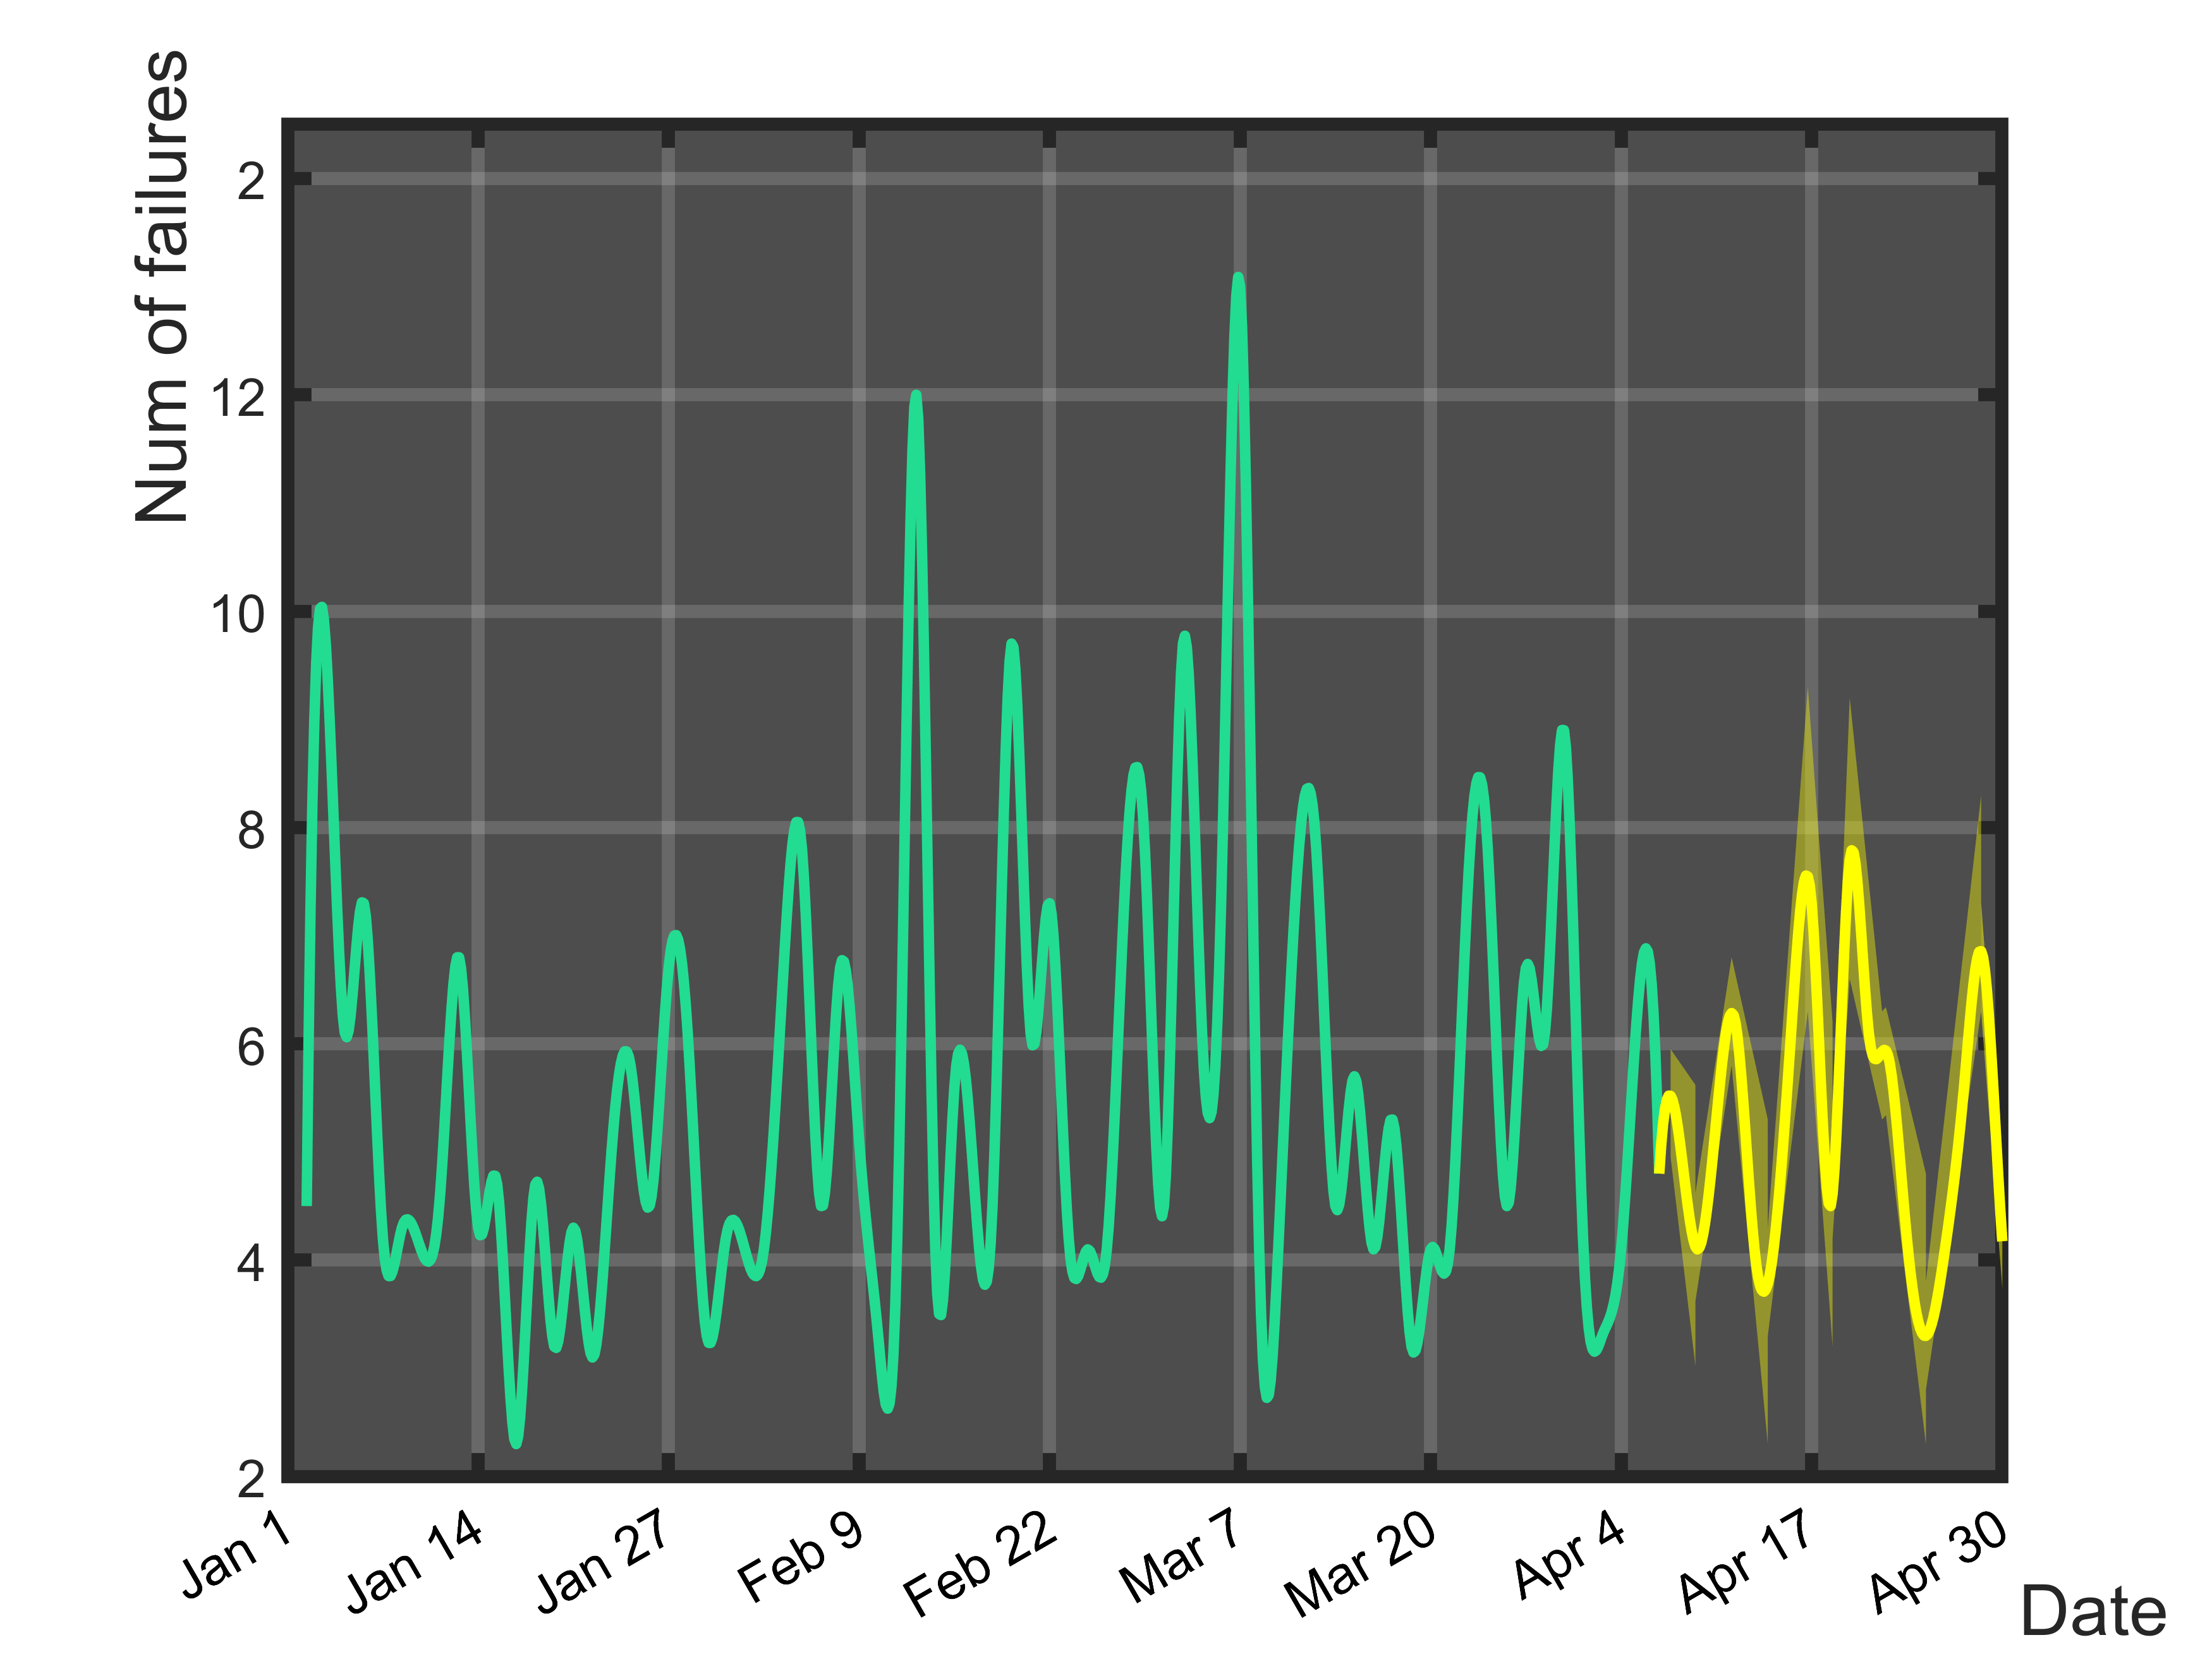 Num of failures
2
12
10
8
6
4
2
Jan 1
Jan 14
Jan 27
Feb 9
Feb 22
Mar 7
Mar 20
Apr 4
Apr 17
Apr 30
Date